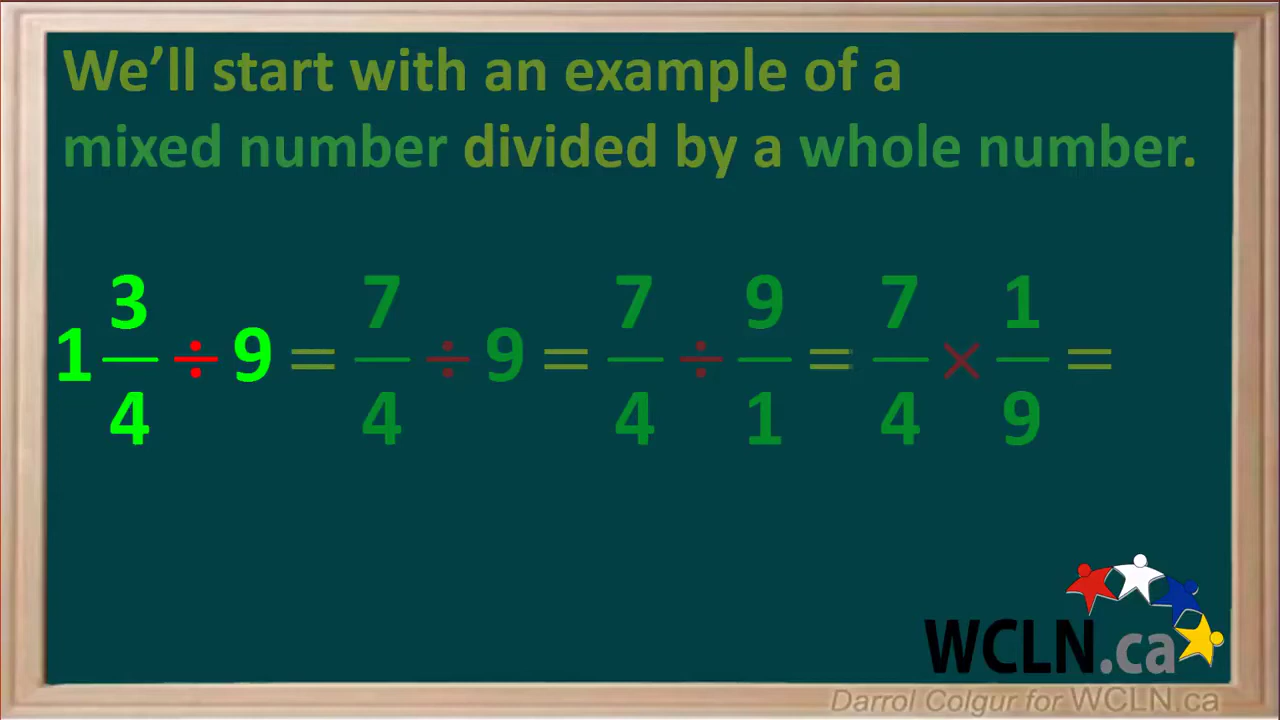 We’ll start with an example of a
mixed number divided by a whole number.
1 3/4 ÷ 9 = 7/4 ÷ 9 = 7/4 ÷ 9/1 = 7/4 × 1/9 =
WCLN.ca
Darrol Colgur for WCLN.ca